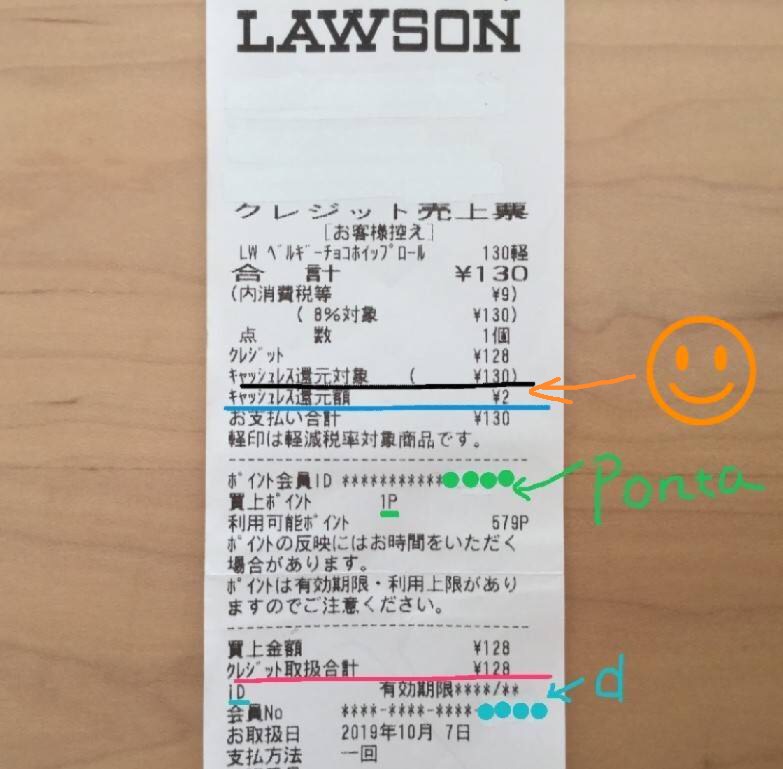 LAWSON
クレジット売上票
[お客様控え]
LW ベルギーチョコホイップロール 130軽
合 計 ¥130
(内消費税等 ¥9)
( 8%対象 ¥130)
点 数 1個
クレジット ¥128
キャッシュレス還元対象 ( ¥130)
キャッシュレス還元額 ¥2
お支払い合計 ¥130
軽印は軽減税率対象商品です。
ポイント会員ID ***********●●●● Ponta
買上ポイント 1P
利用可能ポイント 579P
ポイントの反映にはお時間をいただく
場合があります。
ポイントは有効期限・利用上限があり
ますのでご注意ください。
買上金額 ¥128
クレジット取扱合計 ¥128
iD 有効期限****/** d
会員No ****-****-****-●●●●
お取扱日 2019年10月 7日
支払方法 一回